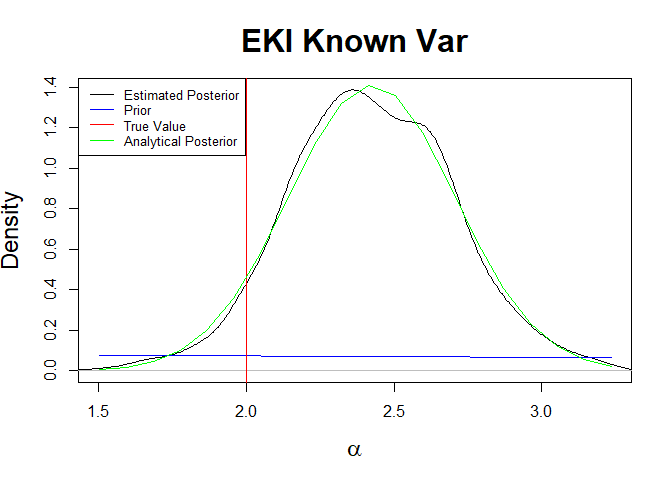 EKI Known Var
Estimated Posterior
Prior
True Value
Analytical Posterior
Density
0.0 0.2 0.4 0.6 0.8 1.0 1.2 1.4
1.5 2.0 2.5 3.0
α